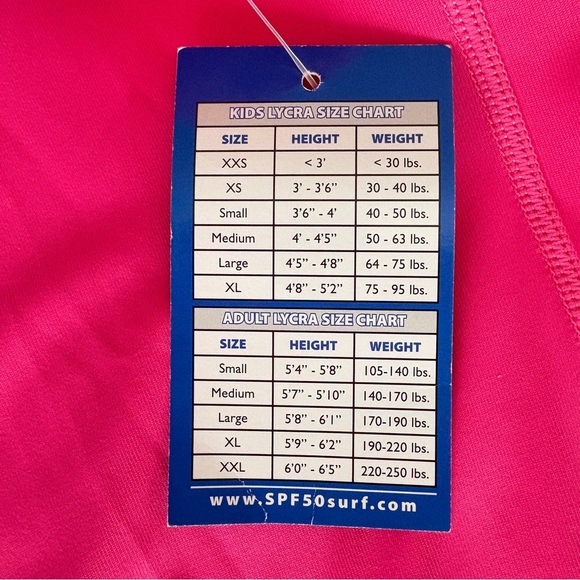 KIDS LYCRA SIZE CHART
SIZE HEIGHT WEIGHT
XXS < 3' < 30 lbs.
XS 3' - 3'6" 30 - 40 lbs.
Small 3'6" - 4' 40 - 50 lbs.
Medium 4' - 4'5" 50 - 63 lbs.
Large 4'5" - 4'8" 64 - 75 lbs.
XL 4'8" - 5'2" 75 - 95 lbs.
ADULT LYCRA SIZE CHART
SIZE HEIGHT WEIGHT
Small 5'4" - 5'8" 105-140 lbs.
Medium 5'7" - 5'10" 140-170 lbs.
Large 5'8" - 6'1" 170-190 lbs.
XL 5'9" - 6'2" 190-220 lbs.
XXL 6'0" - 6'5" 220-250 lbs.
www.SPF50surf.com